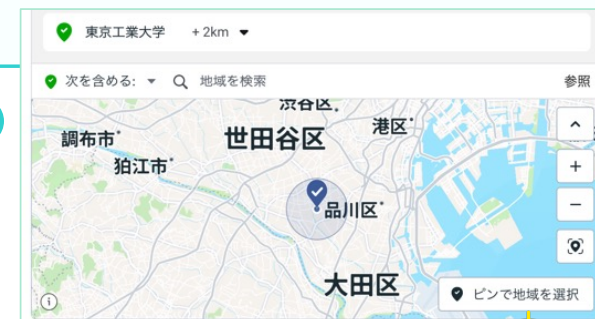 東京工業大学 +2km
次を含める: 地域を検索 参照
渋谷区
調布市 世田谷区 港区
狛江市
品川区
大田区
ピンで地域を選択